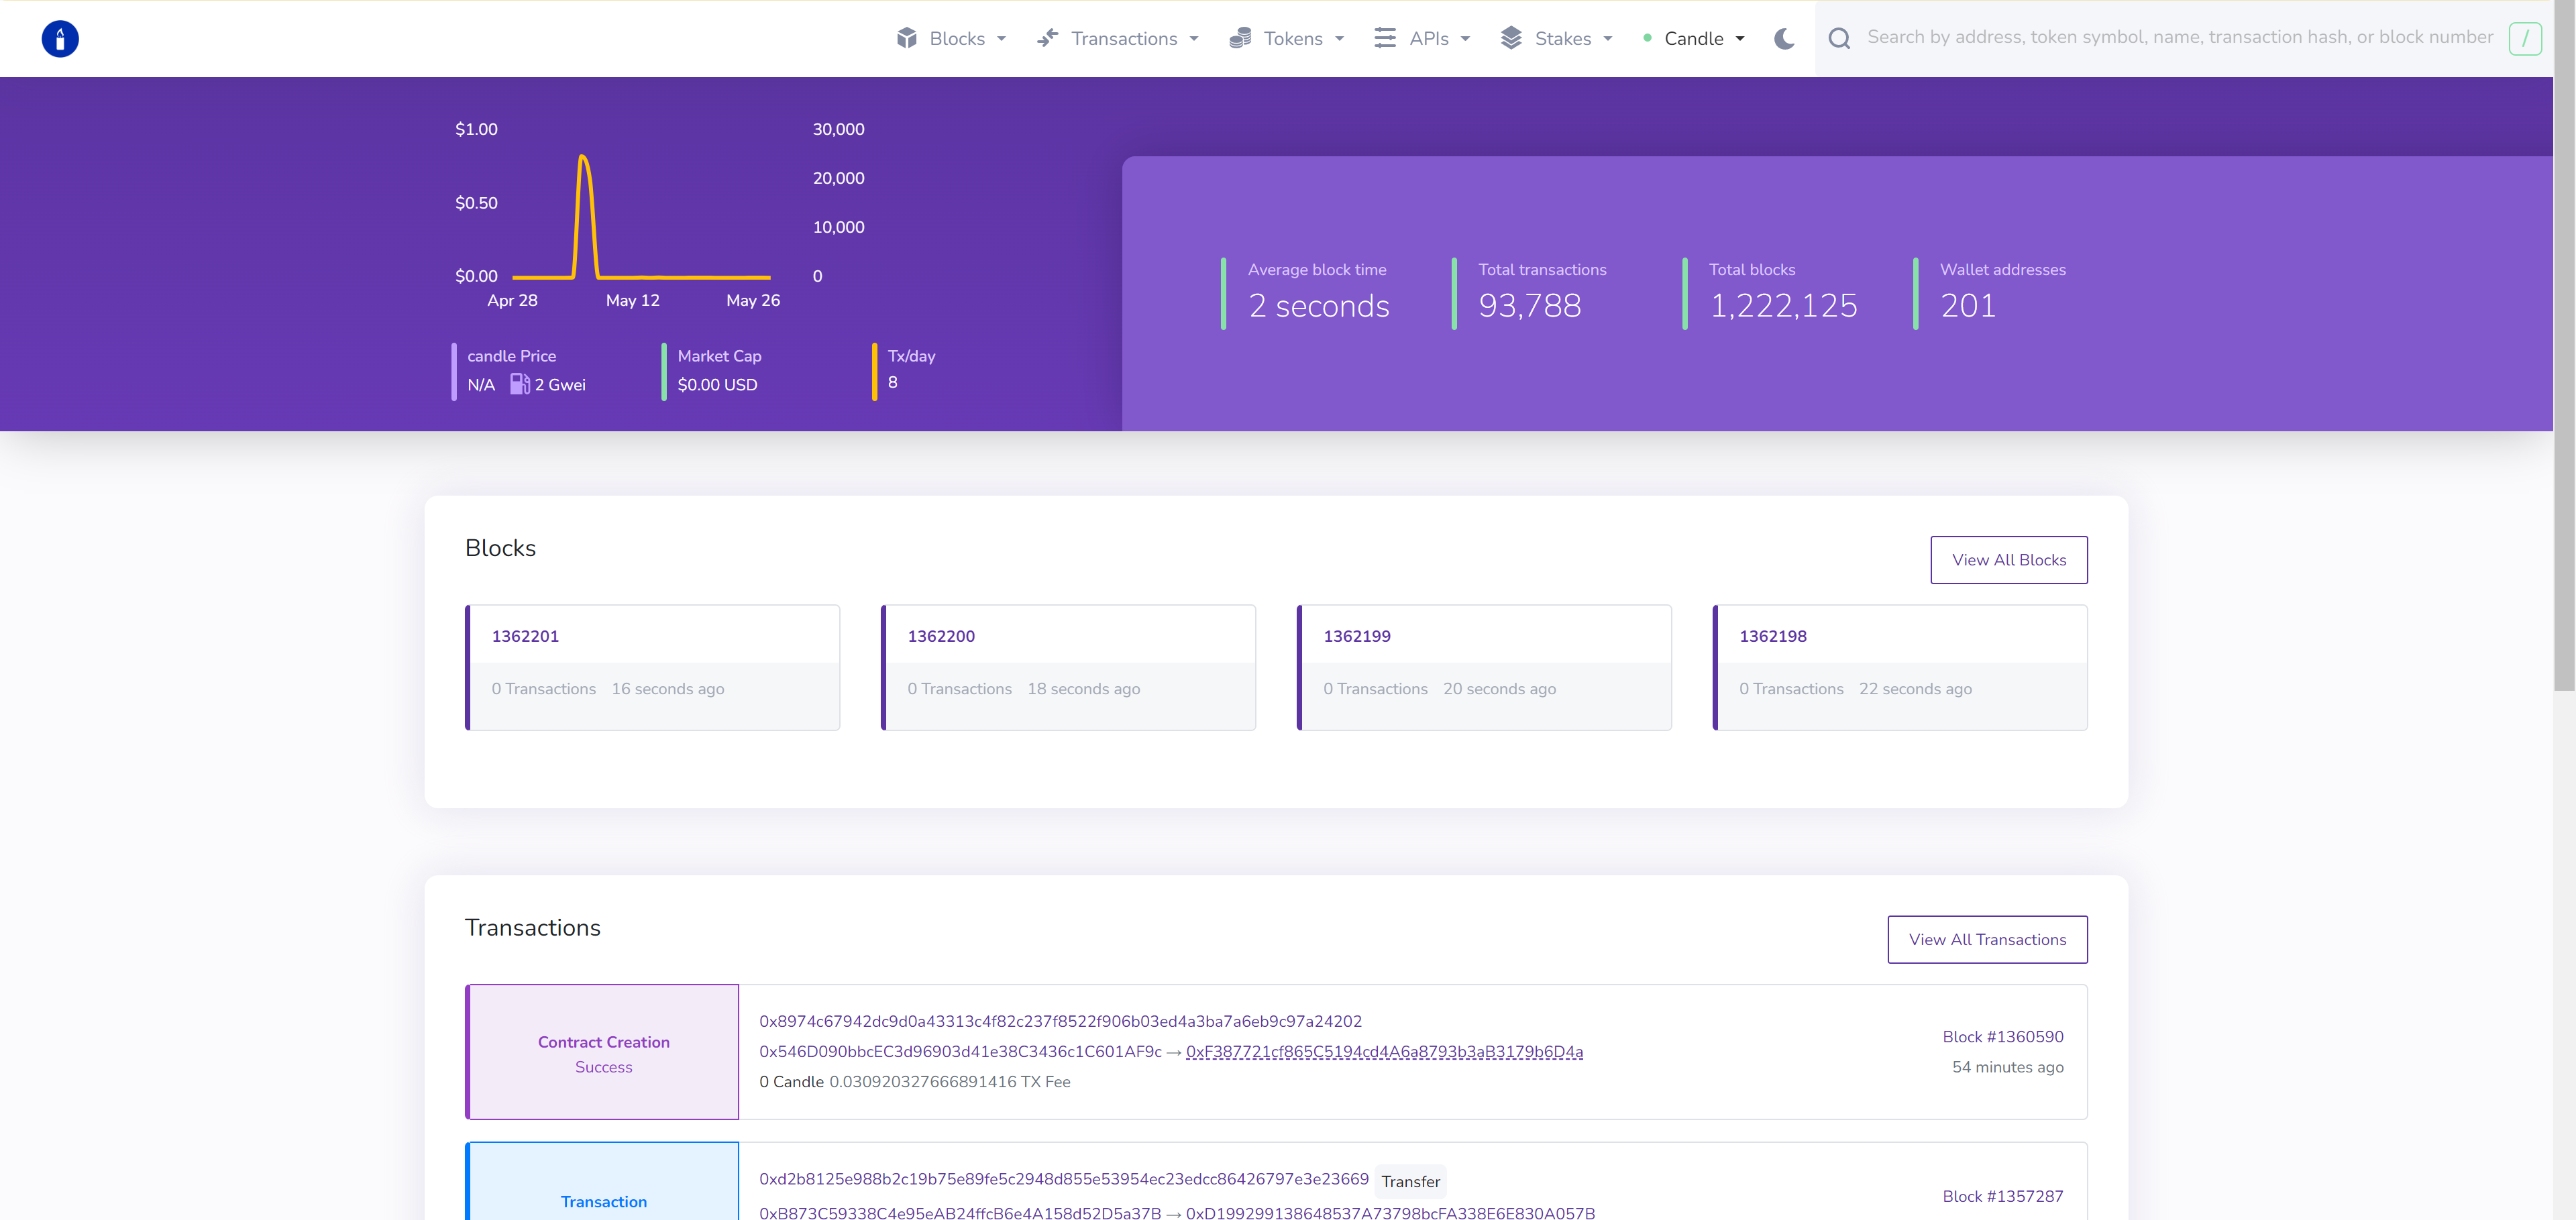 Blocks
Transactions
Tokens
APIs
Stakes
Candle
Search by address, token symbol, name, transaction hash, or block number
/
$1.00
$0.50
$0.00
30,000
20,000
10,000
0
Apr 28
May 12
May 26
candle Price
N/A 2 Gwei
Market Cap
$0.00 USD
Tx/day
8
Average block time
2 seconds
Total transactions
93,788
Total blocks
1,222,125
Wallet addresses
201
Blocks
View All Blocks
1362201
0 Transactions 16 seconds ago
1362200
0 Transactions 18 seconds ago
1362199
0 Transactions 20 seconds ago
1362198
0 Transactions 22 seconds ago
Transactions
View All Transactions
Contract Creation
Success
0x8974c67942dc9d0a43313c4f82c237f8522f906b03ed4a3ba7a6eb9c97a24202
0x546D090bbcEC3d96903d41e38C3436c1C601AF9c → 0xF387721cf865C5194cd4A6a8793b3aB3179b6D4a
0 Candle 0.030920327666891416 TX Fee
Block #1360590
54 minutes ago
Transaction
0xd2b8125e988b2c19b75e89fe5c2948d855e53954ec23edcc86426797e3e23669 Transfer
0xB873C59338C4e95eAB24ffcB6e4A158d52D5a37B → 0xD199299138648537A73798bcFA338E6E830A057B
Block #1357287